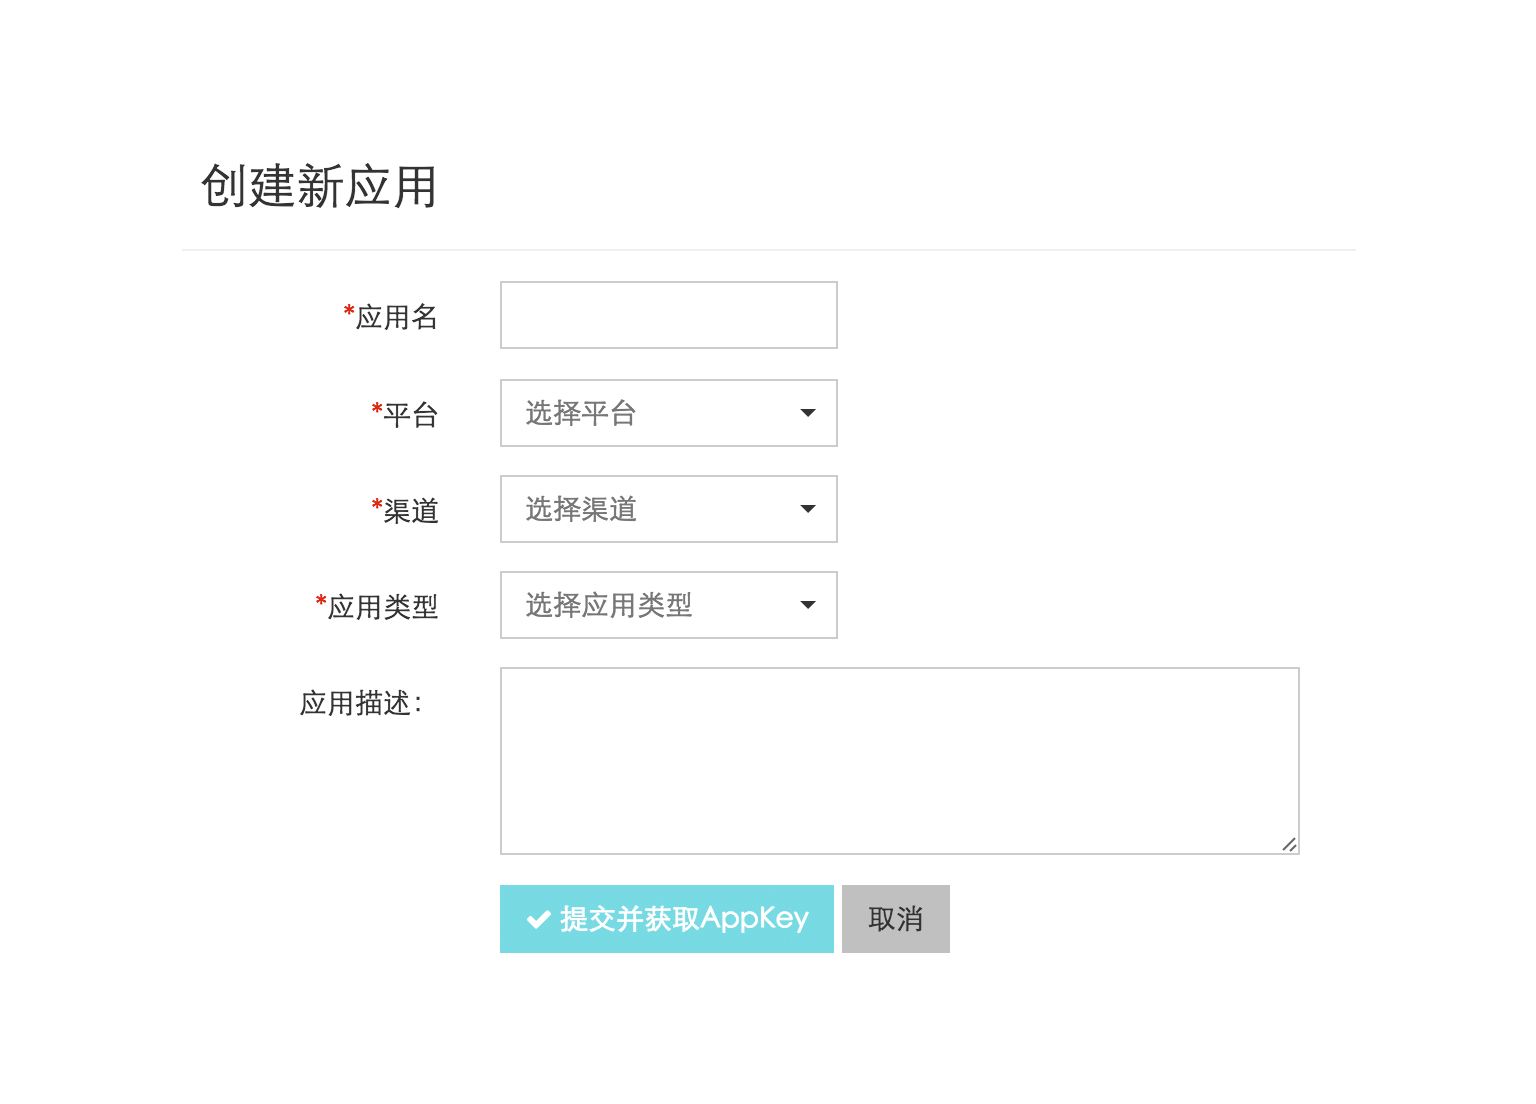 创建新应用
*应用名
*平台 选择平台
*渠道 选择渠道
*应用类型 选择应用类型
应用描述：
提交并获取AppKey 取消